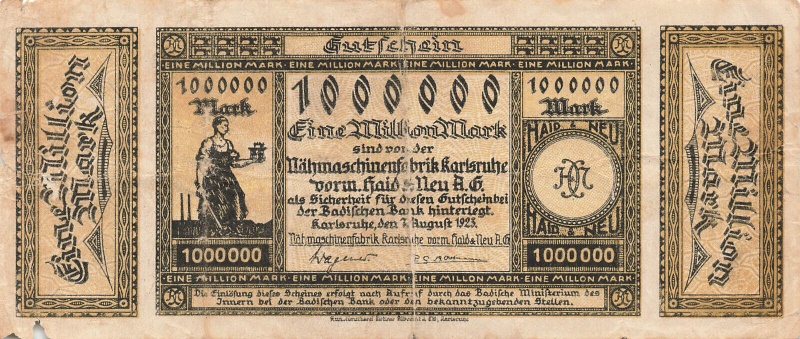 Gutschein
EINE MILLION MARK · EINE MILLION MARK · EINE MILLION MARK · EINE MILLION MARK
Eine Million
Mark
1000000
Mark
1000000
Eine Million Mark
sind von der
Nähmaschinenfabrik Karlsruhe
vorm. Haid & Neu A.G.
als Sicherheit für diesen Gutschein bei
der Badischen Bank hinterlegt.
Karlsruhe, den 7. August 1923.
Nähmaschinenfabrik Karlsruhe vorm. Haid & Neu A.G
1000000
Mark
HAID & NEU
HN
HAID & NEU
1000000
1000000
EINE MILLION MARK · EINE MILLION MARK · EINE MILLION MARK · EINE MILLION MARK
Die Einlösung dieses Scheines erfolgt nach Aufruf durch das Badische Ministerium des
Innern bei der Badischen Bank oder den bekanntzugebenden Stellen.
Eine Million
Mark